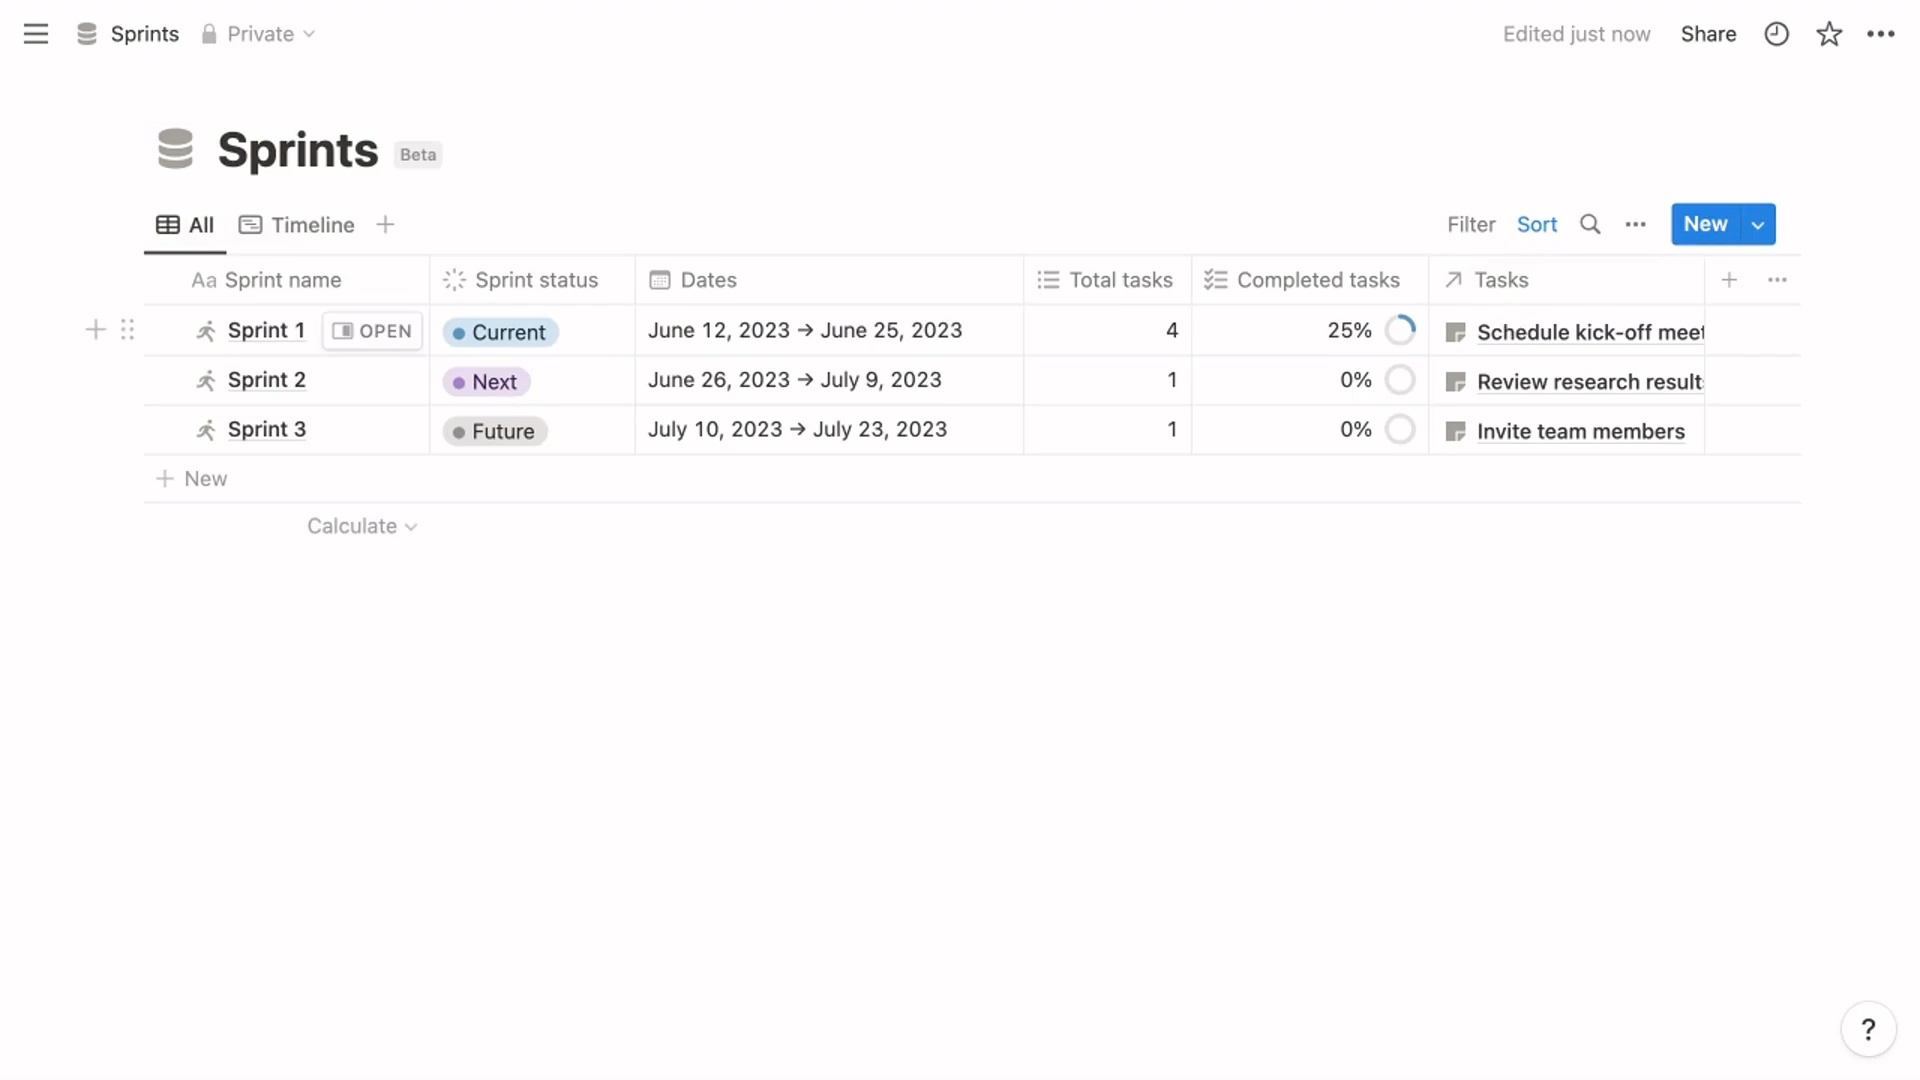 Sprints Private Edited just now Share
Sprints Beta
All Timeline Filter Sort New
Aa Sprint name Sprint status Dates Total tasks Completed tasks Tasks
Sprint 1 OPEN Current June 12, 2023 → June 25, 2023 4 25% Schedule kick-off meet
Sprint 2 Next June 26, 2023 → July 9, 2023 1 0% Review research result
Sprint 3 Future July 10, 2023 → July 23, 2023 1 0% Invite team members
New
Calculate
?